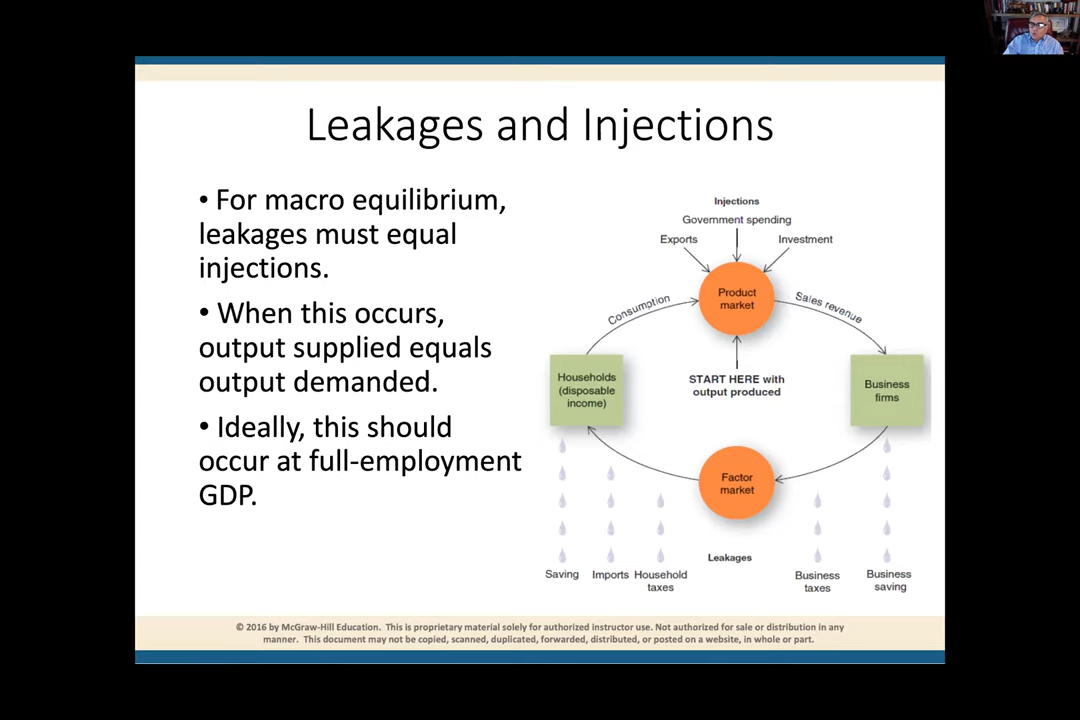 Leakages and Injections
• For macro equilibrium,
leakages must equal
injections.
• When this occurs,
output supplied equals
output demanded.
• Ideally, this should
occur at full-employment
GDP.
Injections
Government spending
Exports
Investment
Product
market
Consumption
Sales revenue
START HERE with
output produced
Households
(disposable
income)
Business
firms
Factor
market
Leakages
Saving
Imports
Household
taxes
Business
taxes
Business
saving
© 2016 by McGraw-Hill Education. This is proprietary material solely for authorized instructor use. Not authorized for sale or distribution in any
manner. This document may not be copied, scanned, duplicated, forwarded, distributed, or posted on a website, in whole or part.